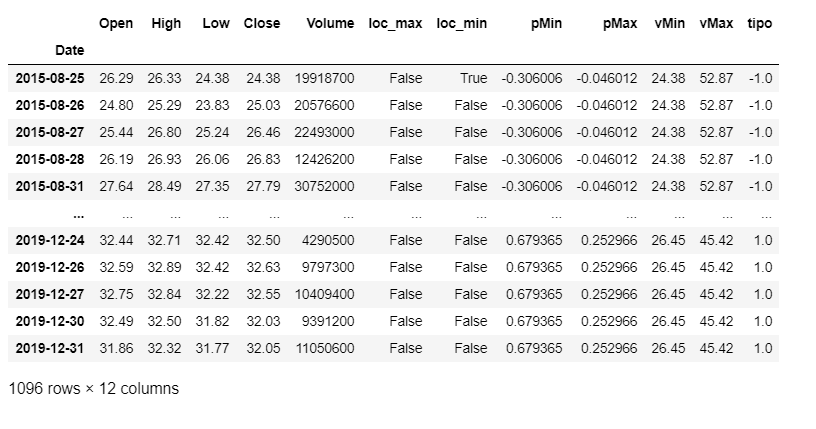 Open High Low Close Volume loc_max loc_min pMin pMax vMin vMax tipo
Date
2015-08-25 26.29 26.33 24.38 24.38 19918700 False True -0.306006 -0.046012 24.38 52.87 -1.0
2015-08-26 24.80 25.29 23.83 25.03 20576600 False False -0.306006 -0.046012 24.38 52.87 -1.0
2015-08-27 25.44 26.80 25.24 26.46 22493000 False False -0.306006 -0.046012 24.38 52.87 -1.0
2015-08-28 26.19 26.93 26.06 26.83 12426200 False False -0.306006 -0.046012 24.38 52.87 -1.0
2015-08-31 27.64 28.49 27.35 27.79 30752000 False False -0.306006 -0.046012 24.38 52.87 -1.0
... ... ... ... ... ... ... ... ... ... ... ... ...
2019-12-24 32.44 32.71 32.42 32.50 4290500 False False 0.679365 0.252966 26.45 45.42 1.0
2019-12-26 32.59 32.89 32.42 32.63 9797300 False False 0.679365 0.252966 26.45 45.42 1.0
2019-12-27 32.75 32.84 32.22 32.55 10409400 False False 0.679365 0.252966 26.45 45.42 1.0
2019-12-30 32.49 32.50 31.82 32.03 9391200 False False 0.679365 0.252966 26.45 45.42 1.0
2019-12-31 31.86 32.32 31.77 32.05 11050600 False False 0.679365 0.252966 26.45 45.42 1.0
1096 rows × 12 columns